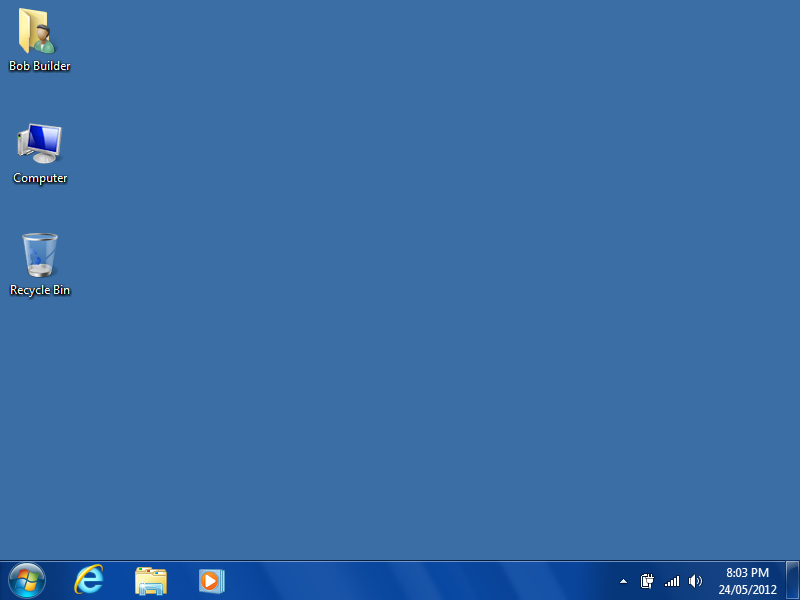 Bob Builder
Computer
Recycle Bin
8:03 PM
24/05/2012